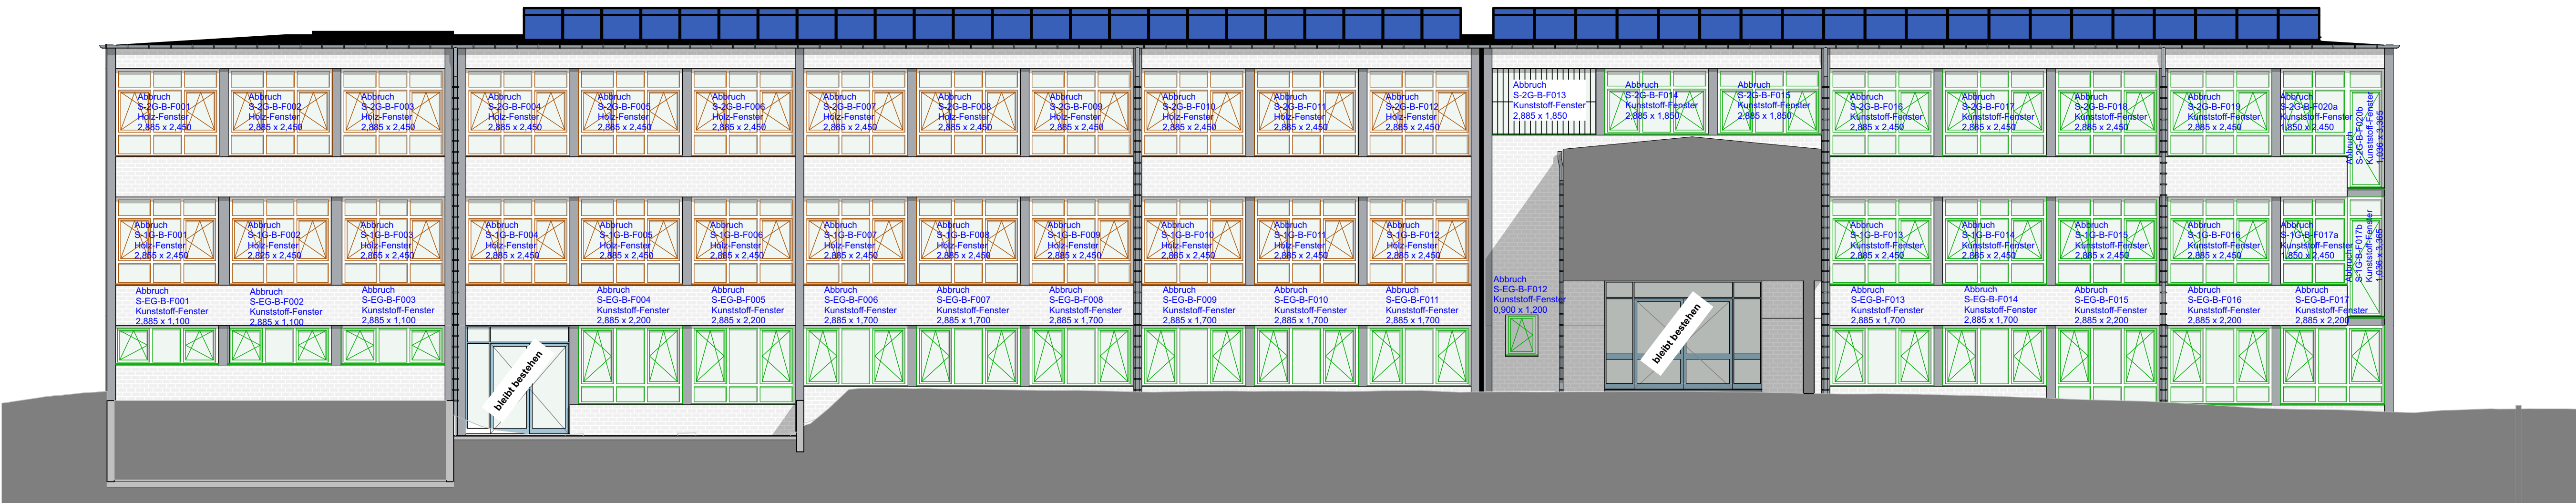 Abbruch
S-2G-B-F001
Holz-Fenster
2,885 x 2,450
Abbruch
S-2G-B-F002
Holz-Fenster
2,885 x 2,450
Abbruch
S-2G-B-F003
Holz-Fenster
2,885 x 2,450
Abbruch
S-2G-B-F004
Holz-Fenster
2,885 x 2,450
Abbruch
S-2G-B-F005
Holz-Fenster
2,885 x 2,450
Abbruch
S-2G-B-F006
Holz-Fenster
2,885 x 2,450
Abbruch
S-2G-B-F007
Holz-Fenster
2,885 x 2,450
Abbruch
S-2G-B-F008
Holz-Fenster
2,885 x 2,450
Abbruch
S-2G-B-F009
Holz-Fenster
2,885 x 2,450
Abbruch
S-2G-B-F010
Holz-Fenster
2,885 x 2,450
Abbruch
S-2G-B-F011
Holz-Fenster
2,885 x 2,450
Abbruch
S-2G-B-F012
Holz-Fenster
2,885 x 2,450
Abbruch
S-2G-B-F013
Kunststoff-Fenster
2,885 x 1,850
Abbruch
S-2G-B-F014
Kunststoff-Fenster
2,885 x 1,850
Abbruch
S-2G-B-F015
Kunststoff-Fenster
2,885 x 1,850
Abbruch
S-2G-B-F016
Kunststoff-Fenster
2,885 x 2,450
Abbruch
S-2G-B-F017
Kunststoff-Fenster
2,885 x 2,450
Abbruch
S-2G-B-F018
Kunststoff-Fenster
2,885 x 2,450
Abbruch
S-2G-B-F019
Kunststoff-Fenster
2,885 x 2,450
Abbruch
S-2G-B-F020a
Kunststoff-Fenster
1,850 x 2,450
Abbruch
S-2G-B-F020b
Kunststoff-Fenster
1,036 x 3,365
Abbruch
S-1G-B-F001
Holz-Fenster
2,855 x 2,450
Abbruch
S-1G-B-F002
Holz-Fenster
2,825 x 2,450
Abbruch
S-1G-B-F003
Holz-Fenster
2,855 x 2,450
Abbruch
S-1G-B-F004
Holz-Fenster
2,885 x 2,450
Abbruch
S-1G-B-F005
Holz-Fenster
2,885 x 2,450
Abbruch
S-1G-B-F006
Holz-Fenster
2,885 x 2,450
Abbruch
S-1G-B-F007
Holz-Fenster
2,885 x 2,450
Abbruch
S-1G-B-F008
Holz-Fenster
2,885 x 2,450
Abbruch
S-1G-B-F009
Holz-Fenster
2,885 x 2,450
Abbruch
S-1G-B-F010
Holz-Fenster
2,885 x 2,450
Abbruch
S-1G-B-F011
Holz-Fenster
2,885 x 2,450
Abbruch
S-1G-B-F012
Holz-Fenster
2,885 x 2,450
Abbruch
S-1G-B-F013
Kunststoff-Fenster
2,885 x 2,450
Abbruch
S-1G-B-F014
Kunststoff-Fenster
2,885 x 2,450
Abbruch
S-1G-B-F015
Kunststoff-Fenster
2,885 x 2,450
Abbruch
S-1G-B-F016
Kunststoff-Fenster
2,885 x 2,450
Abbruch
S-1G-B-F017a
Kunststoff-Fenster
1,850 x 2,450
Abbruch
S-1G-B-F017b
Kunststoff-Fenster
1,036 x 3,365
Abbruch
S-EG-B-F001
Kunststoff-Fenster
2,885 x 1,100
Abbruch
S-EG-B-F002
Kunststoff-Fenster
2,885 x 1,100
Abbruch
S-EG-B-F003
Kunststoff-Fenster
2,885 x 1,100
bleibt bestehen
Abbruch
S-EG-B-F004
Kunststoff-Fenster
2,885 x 2,200
Abbruch
S-EG-B-F005
Kunststoff-Fenster
2,885 x 2,200
Abbruch
S-EG-B-F006
Kunststoff-Fenster
2,885 x 1,700
Abbruch
S-EG-B-F007
Kunststoff-Fenster
2,885 x 1,700
Abbruch
S-EG-B-F008
Kunststoff-Fenster
2,885 x 1,700
Abbruch
S-EG-B-F009
Kunststoff-Fenster
2,885 x 1,700
Abbruch
S-EG-B-F010
Kunststoff-Fenster
2,885 x 1,700
Abbruch
S-EG-B-F011
Kunststoff-Fenster
2,885 x 1,700
Abbruch
S-EG-B-F012
Kunststoff-Fenster
0,900 x 1,200
bleibt bestehen
Abbruch
S-EG-B-F013
Kunststoff-Fenster
2,885 x 1,700
Abbruch
S-EG-B-F014
Kunststoff-Fenster
2,885 x 1,700
Abbruch
S-EG-B-F015
Kunststoff-Fenster
2,885 x 2,200
Abbruch
S-EG-B-F016
Kunststoff-Fenster
2,885 x 2,200
Abbruch
S-EG-B-F017
Kunststoff-Fenster
2,885 x 2,200